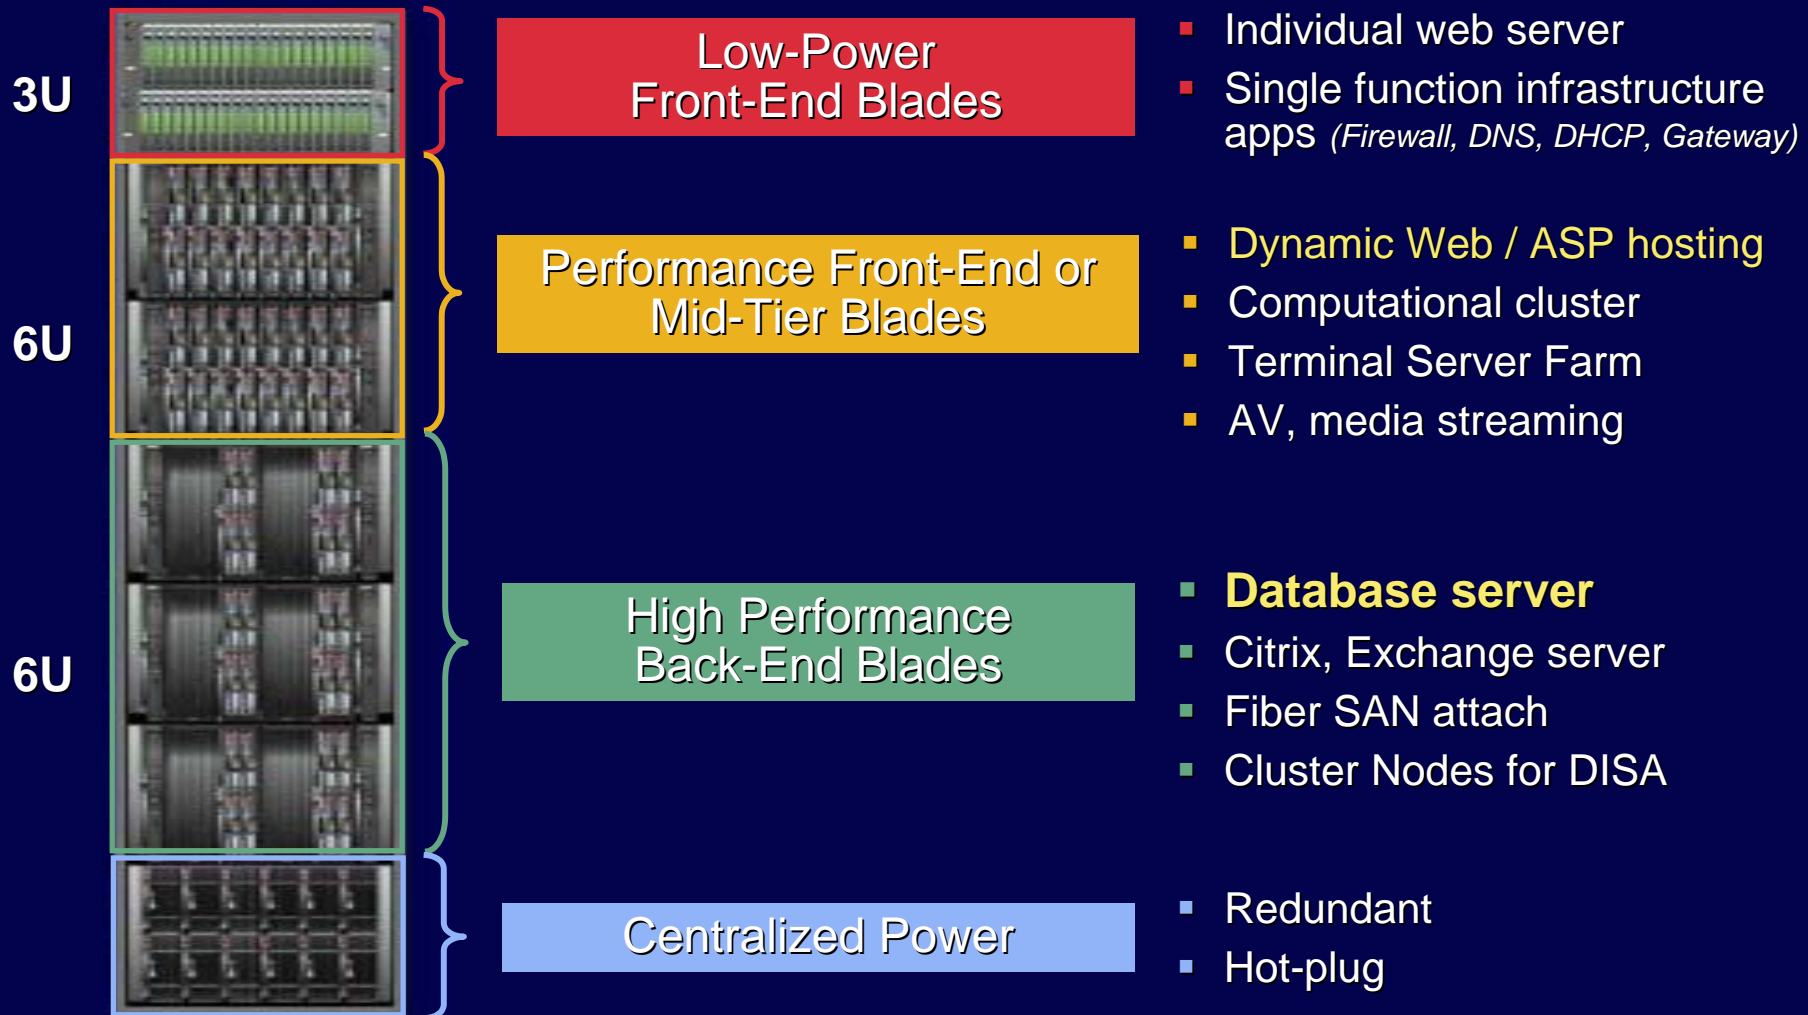 3U
Low-Power
Front-End Blades
Individual web server
Single function infrastructure
apps (Firewall, DNS, DHCP, Gateway)
6U
Performance Front-End or
Mid-Tier Blades
Dynamic Web / ASP hosting
Computational cluster
Terminal Server Farm
AV, media streaming
6U
High Performance
Back-End Blades
Database server
Citrix, Exchange server
Fiber SAN attach
Cluster Nodes for DISA
Centralized Power
Redundant
Hot-plug